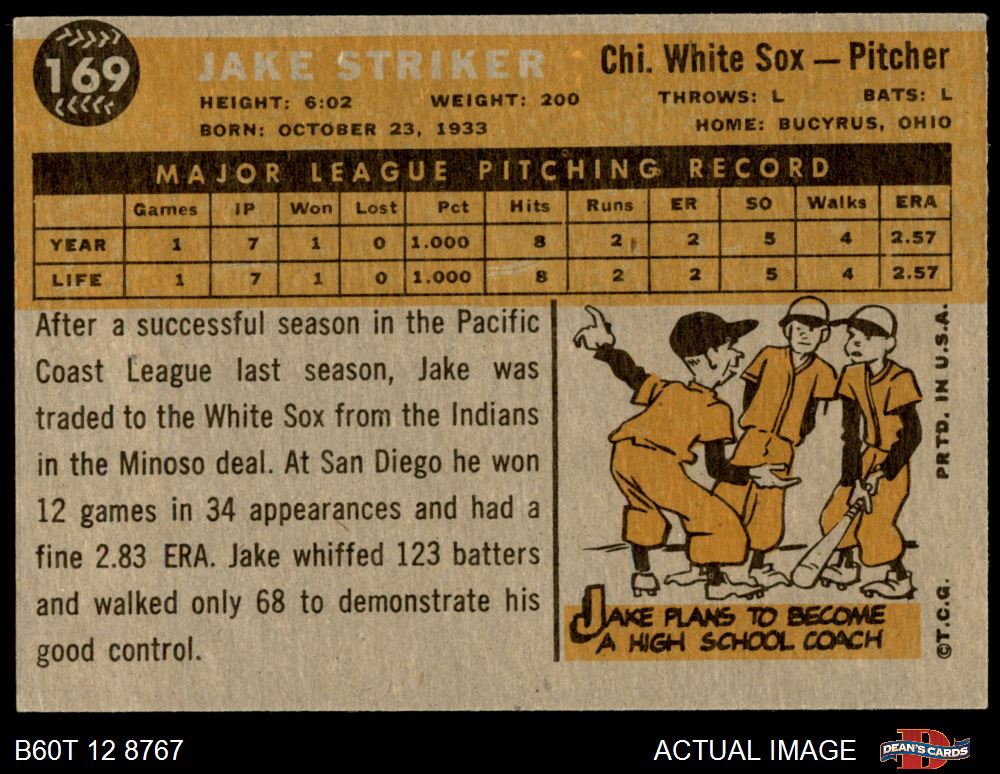 169
JAKE STRIKER
Chi. White Sox — Pitcher
HEIGHT: 6:02 WEIGHT: 200 THROWS: L BATS: L
BORN: OCTOBER 23, 1933 HOME: BUCYRUS, OHIO
MAJOR LEAGUE PITCHING RECORD
Games IP Won Lost Pct Hits Runs ER SO Walks ERA
YEAR 1 7 1 0 1.000 8 2 2 5 4 2.57
LIFE 1 7 1 0 1.000 8 2 2 5 4 2.57
After a successful season in the Pacific
Coast League last season, Jake was
traded to the White Sox from the Indians
in the Minoso deal. At San Diego he won
12 games in 34 appearances and had a
fine 2.83 ERA. Jake whiffed 123 batters
and walked only 68 to demonstrate his
good control.
JAKE PLANS TO BECOME
A HIGH SCHOOL COACH
©T.C.G. PRTD. IN U.S.A.
B60T 12 8767
ACTUAL IMAGE
DEAN'S CARDS